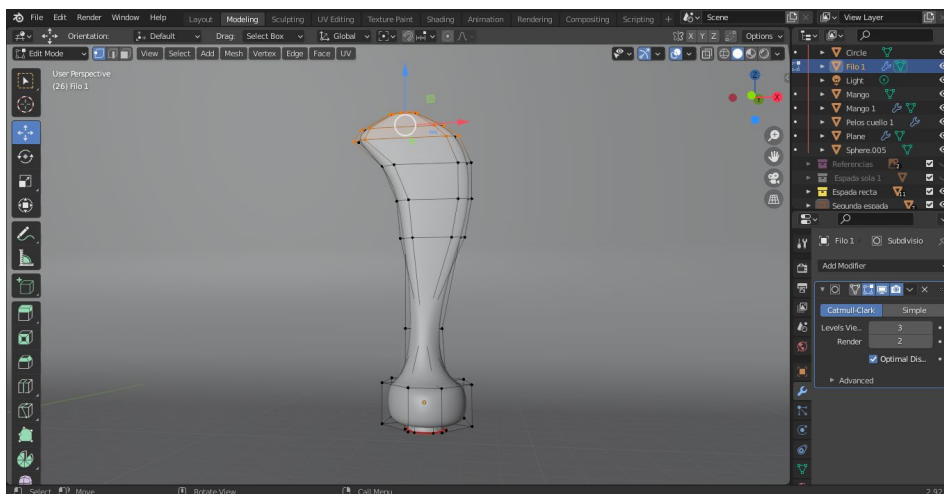 File Edit Render Window Help Layout Modeling Sculpting UV Editing Texture Paint Shading Animation Rendering Compositing Scripting + Scene View Layer
Orientation: Default Drag: Select Box Global X Y Z Options
Edit Mode View Select Add Mesh Vertex Edge Face UV
User Perspective
(26) Filo 1
Z
X
Circle
Filo 1
Light
Mango
Mango 1
Pelos cuello 1
Plane
Sphere.005
Referencias 2
Espada sola 1
Espada recta 11
Segunda espada
Filo 1 Subdivisio
Add Modifier
Catmull-Clark Simple
Levels Vie... 3
Render 2
Optimal Dis...
Advanced
Select Move Rotate View Call Menu 2.92